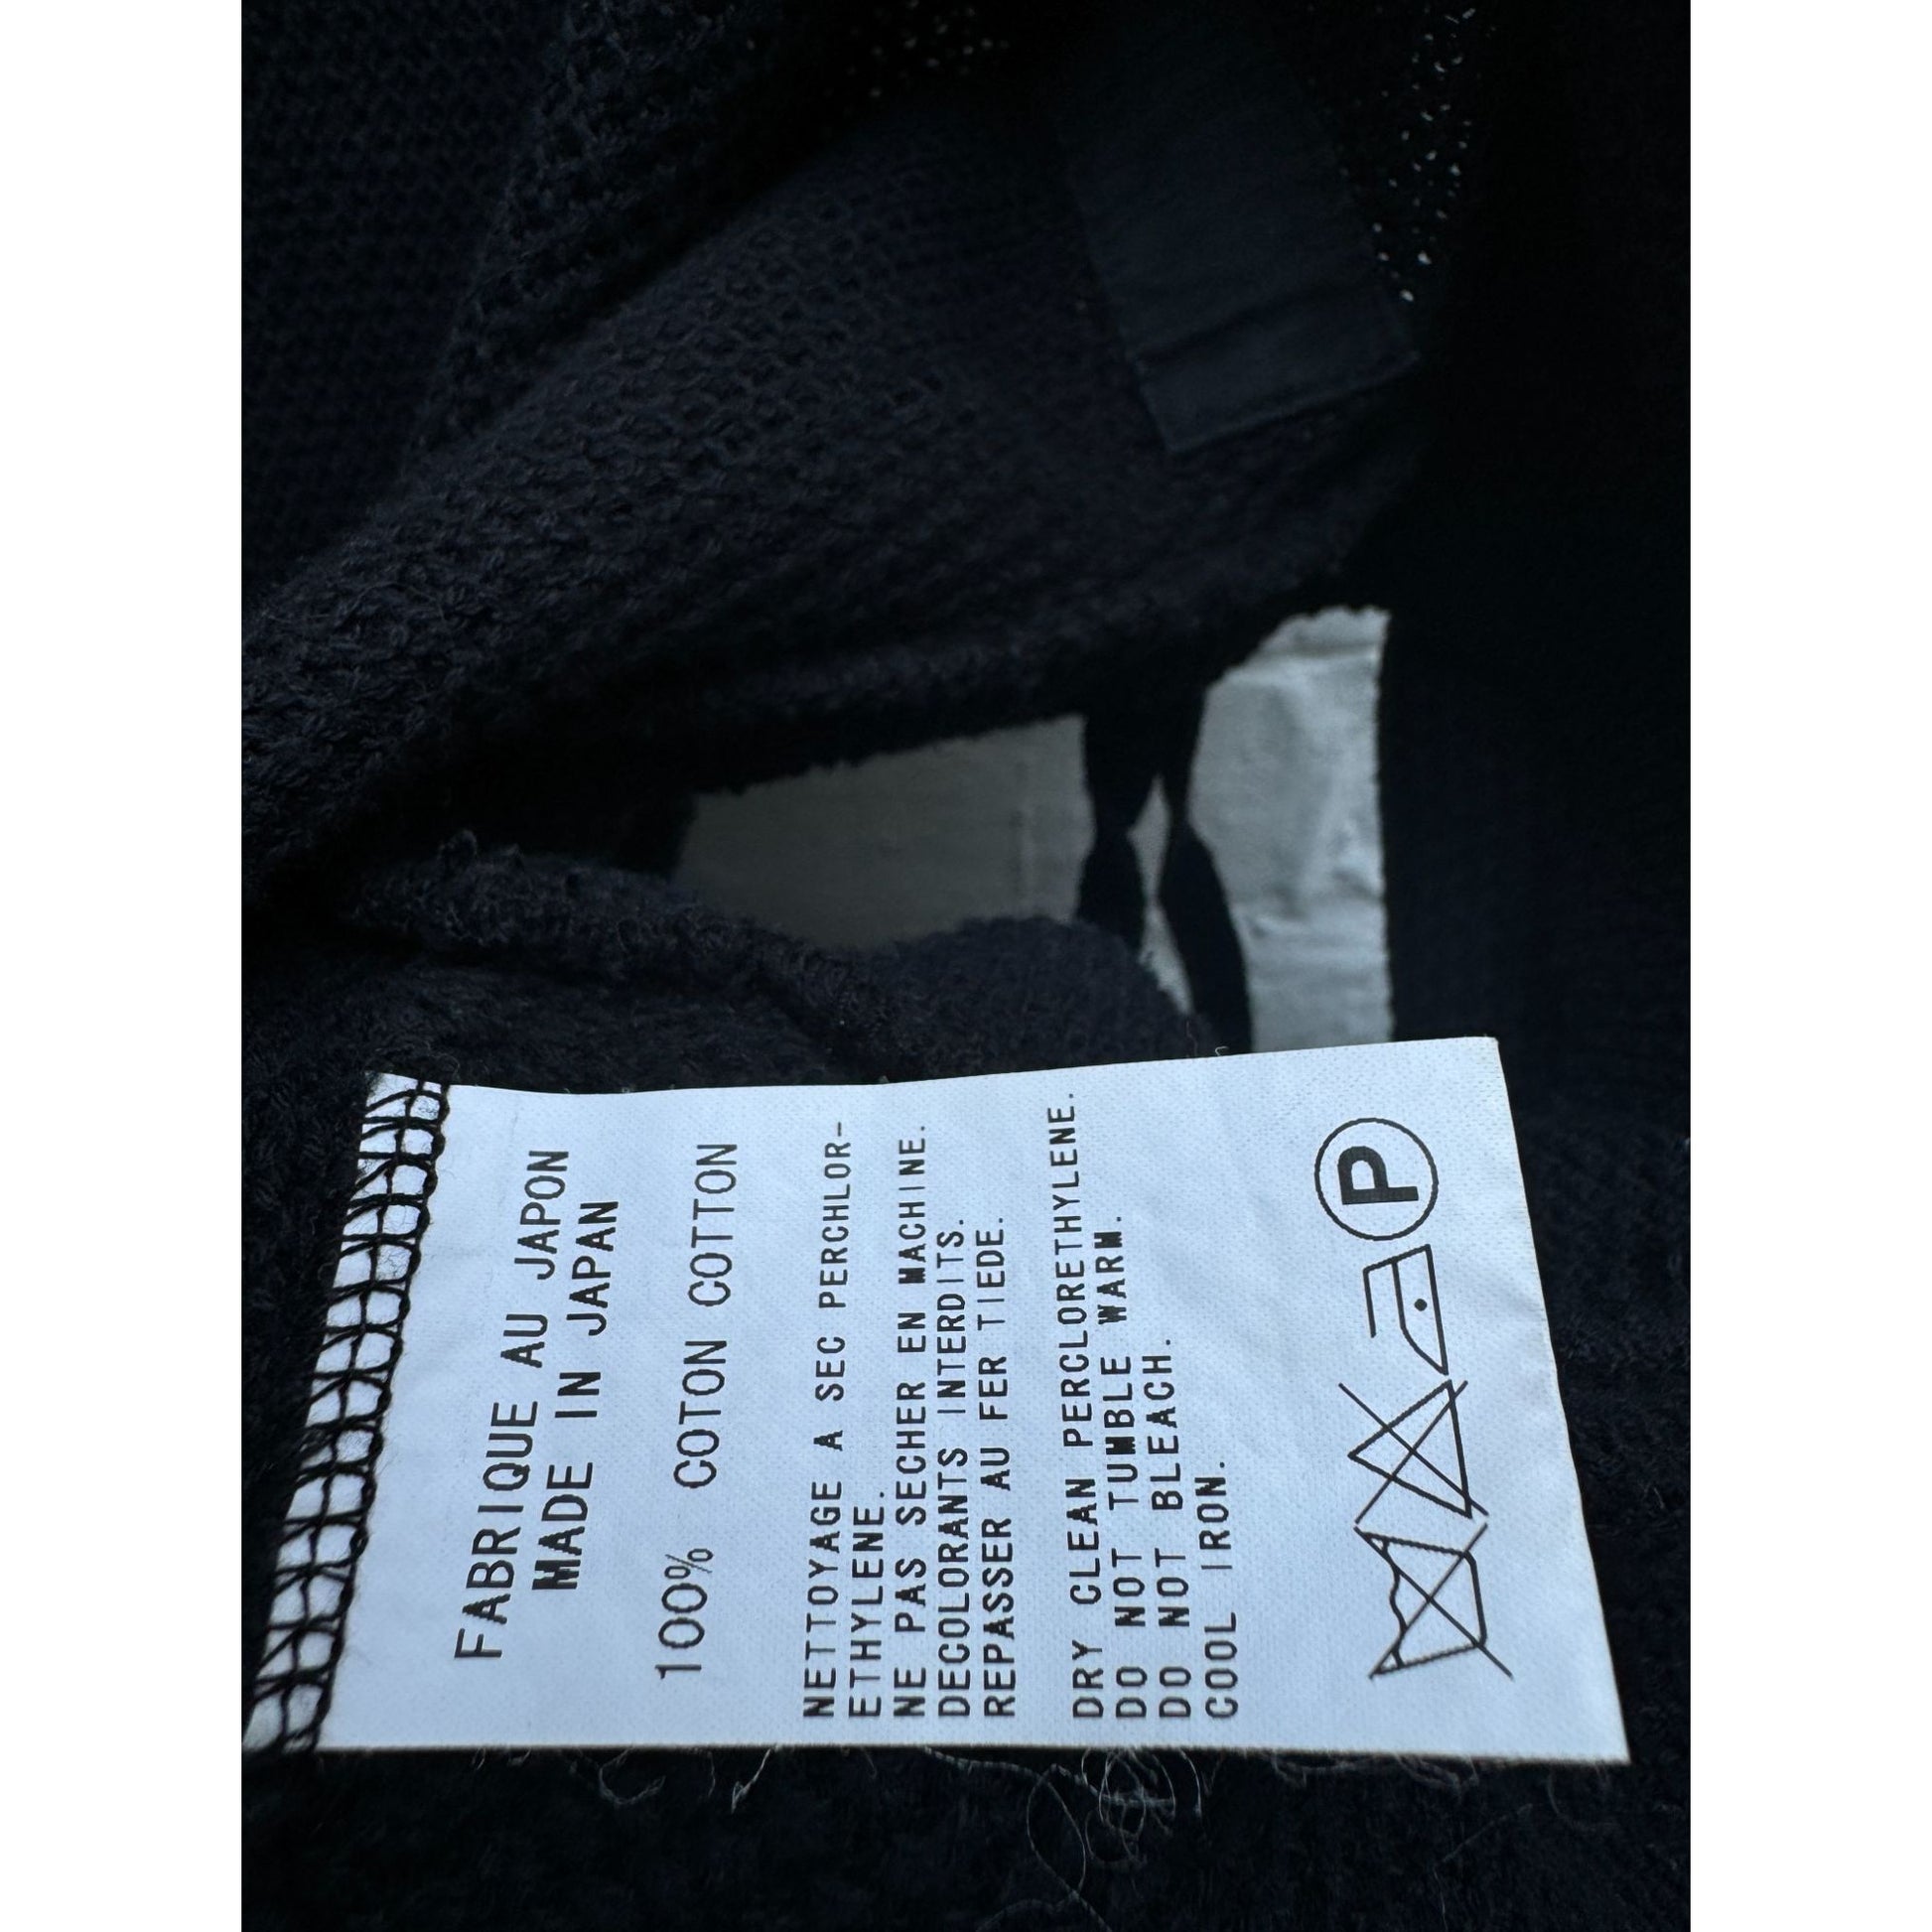 FABRIQUE AU JAPON
MADE IN JAPAN
100% COTON COTTON
NETTOYAGE A SEC PERCHLOR-
ETHYLENE.
NE PAS SECHER EN MACHINE.
DECOLORANTS INTERDITS.
REPASSER AU FER TIEDE.
DRY CLEAN PERCLORETHYLENE.
DO NOT TUMBLE WARM.
DO NOT BLEACH.
COOL IRON.
P